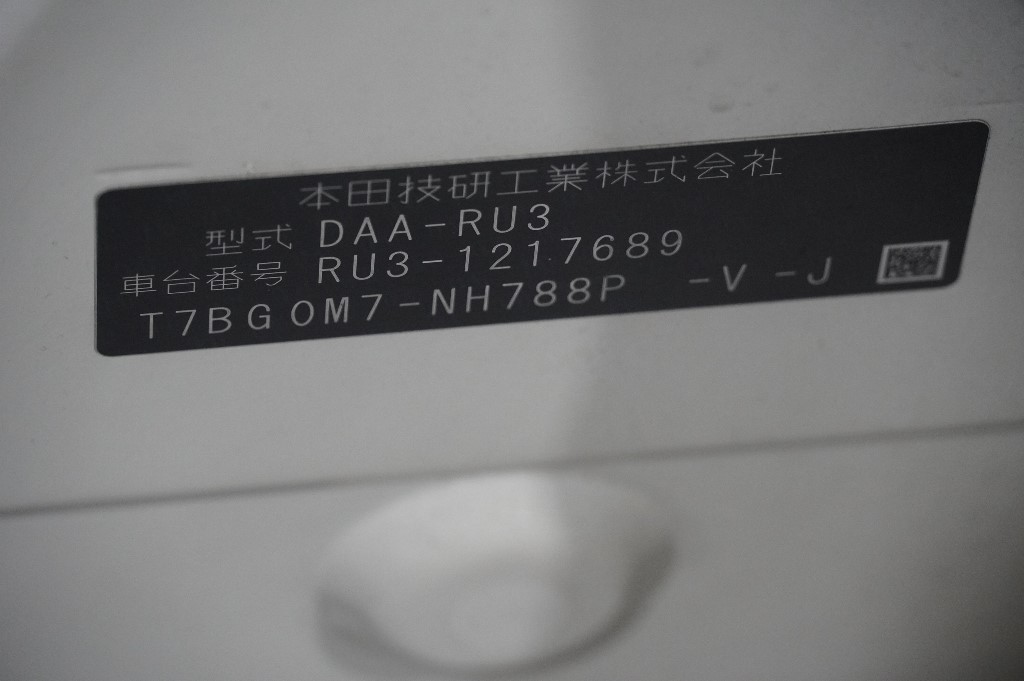 本田技研工業株式会社
型式 DAA-RU3
車台番号 RU3-1217689
T7BG0M7-NH788P -V -J